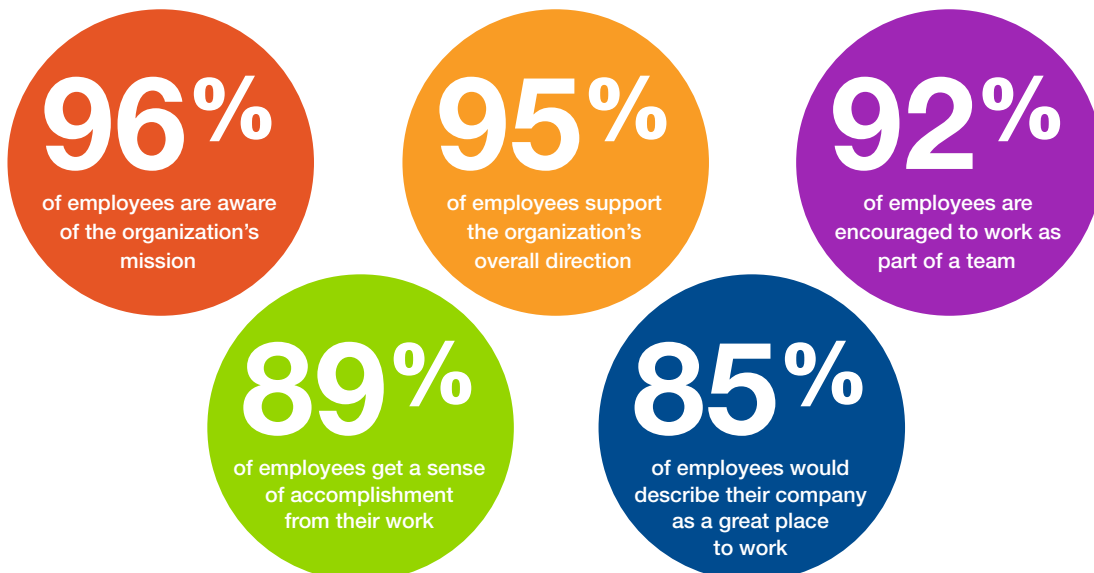 96%
of employees are aware
of the organization’s
mission
95%
of employees support
the organization’s
overall direction
92%
of employees are
encouraged to work as
part of a team
89%
of employees get a sense
of accomplishment
from their work
85%
of employees would
describe their company
as a great place
to work